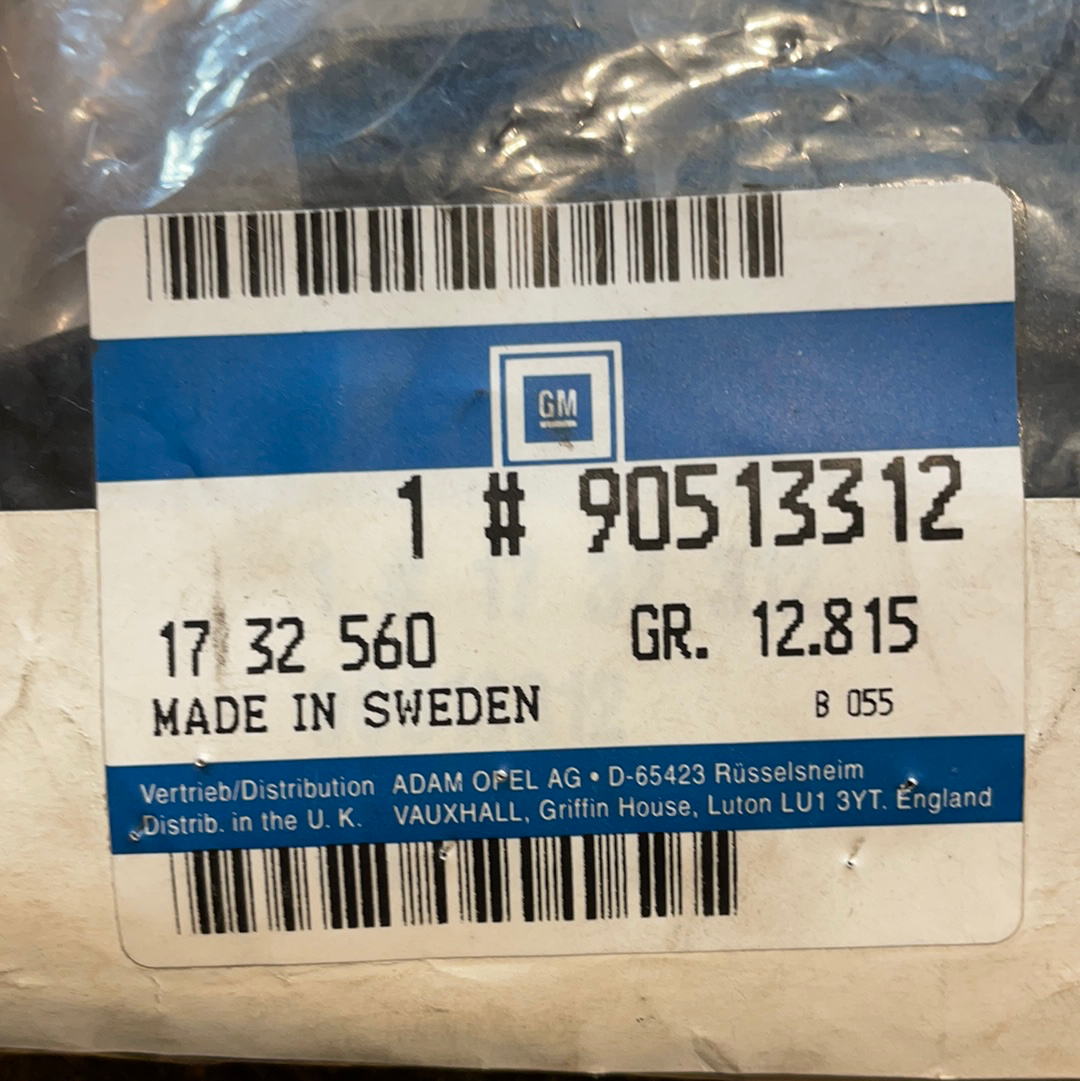 GM
1 # 90513312
17 32 560 GR. 12.815
MADE IN SWEDEN B 055
Vertrieb/Distribution ADAM OPEL AG • D-65423 Rüsselsheim
Distrib. in the U. K. VAUXHALL, Griffin House, Luton LU1 3YT. England